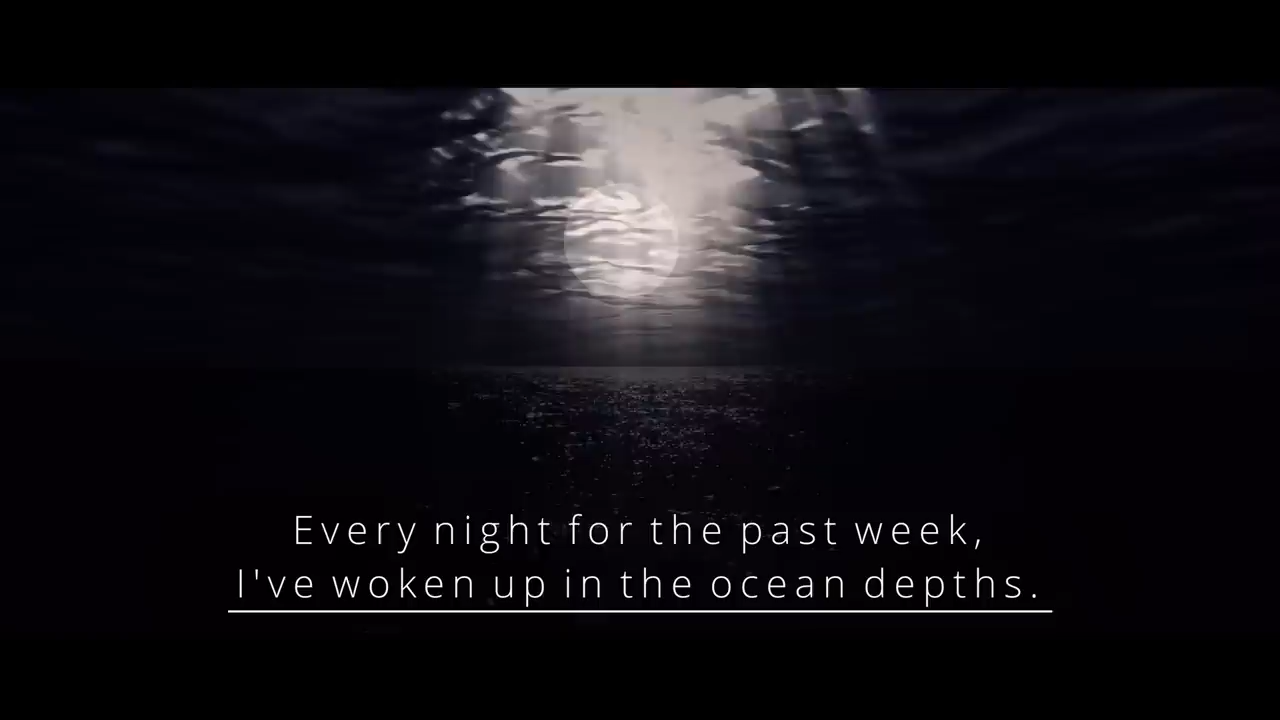 Every night for the past week,
I've woken up in the ocean depths.